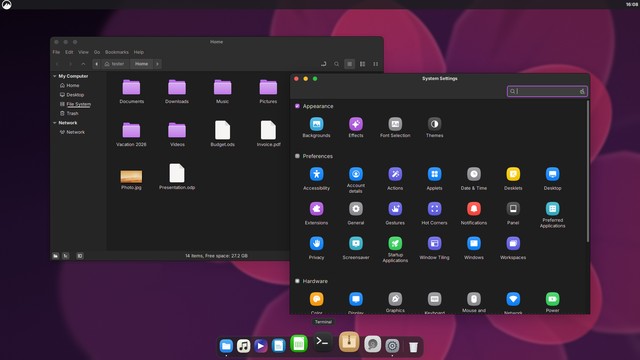 16:08
Home
File Edit View Go Bookmarks Help
tester Home
My Computer
Home
Desktop
File System
Trash
Network
Network
Documents Downloads Music Pictures
Vacation 2026 Videos Budget.ods Invoice.pdf
Photo.jpg Presentation.odp
14 items, Free space: 27.2 GB
System Settings
Appearance
Backgrounds Effects Font Selection Themes
Preferences
Accessibility Account details Actions Applets Date & Time Desklets Desktop
Extensions General Gestures Hot Corners Notifications Panel Preferred Applications
Privacy Screensaver Startup Applications Window Tiling Windows Workspaces
Hardware
Color Display Graphics Keyboard Mouse and Network Power
Terminal